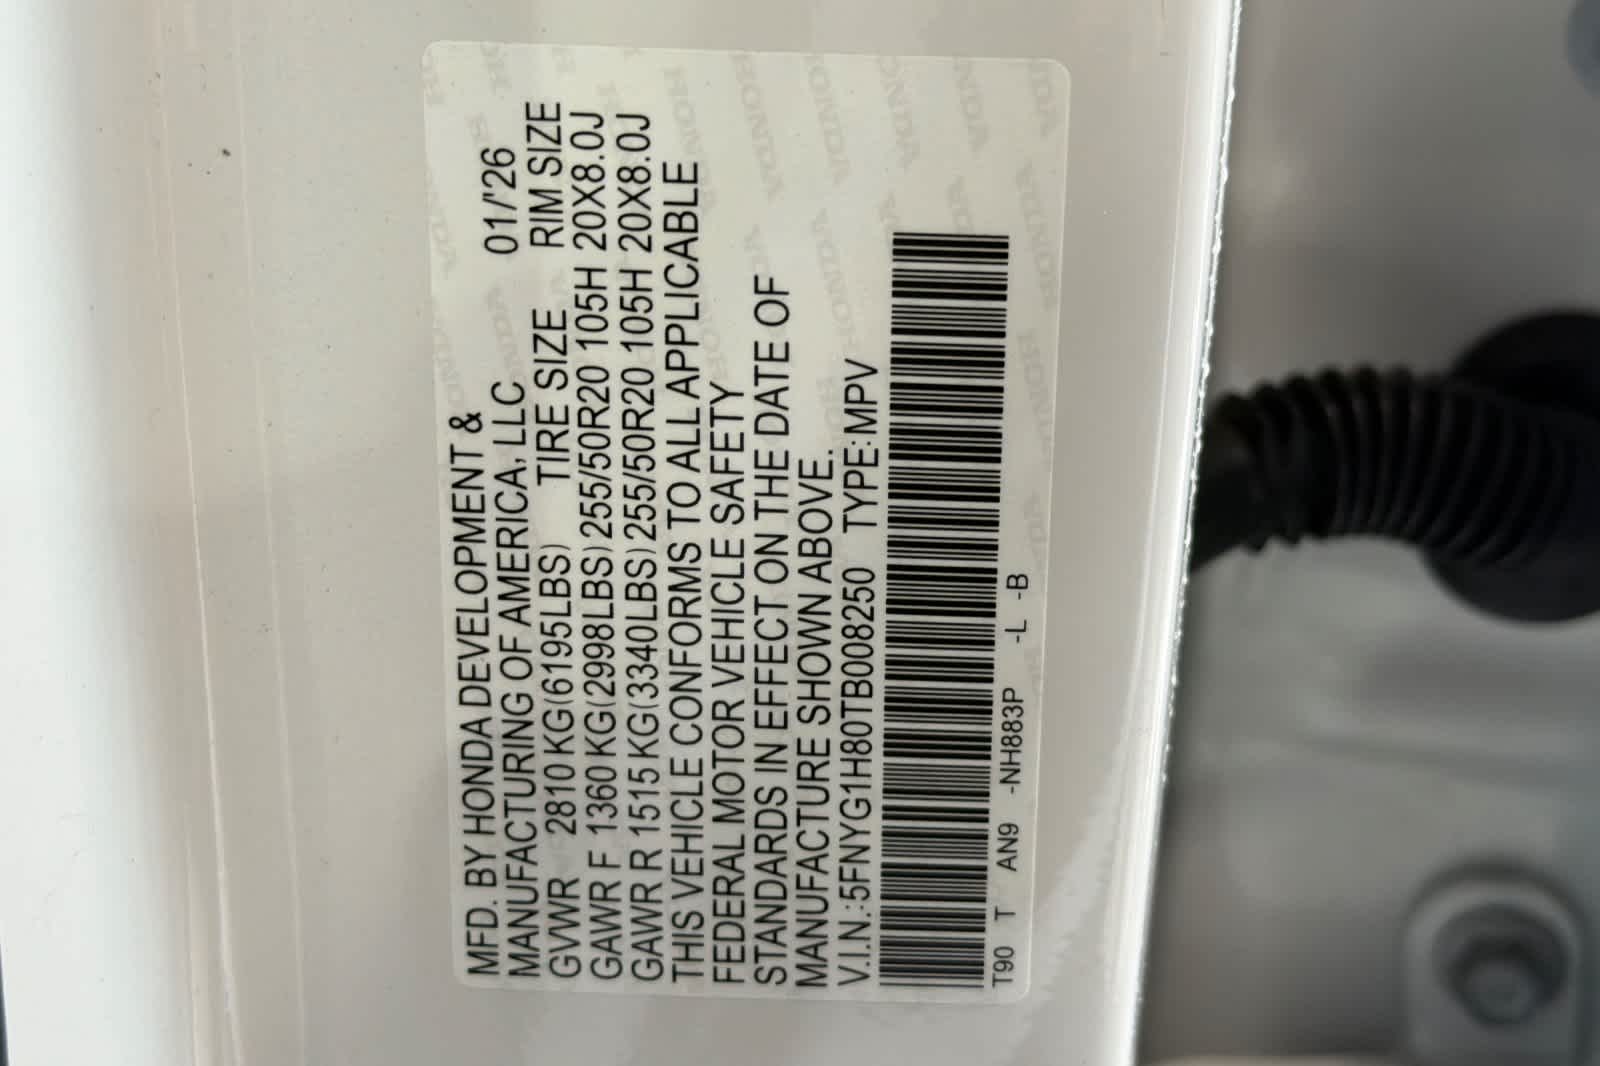 MFD. BY HONDA DEVELOPMENT &
MANUFACTURING OF AMERICA, LLC 01/'26
GVWR 2810 KG(6195LBS) TIRE SIZE RIM SIZE
GAWR F 1360 KG(2998LBS) 255/50R20 105H 20X8.0J
GAWR R 1515 KG(3340LBS) 255/50R20 105H 20X8.0J
THIS VEHICLE CONFORMS TO ALL APPLICABLE
FEDERAL MOTOR VEHICLE SAFETY
STANDARDS IN EFFECT ON THE DATE OF
MANUFACTURE SHOWN ABOVE.
V.I.N.:5FNYG1H80TB008250 TYPE:MPV
T90 T AN9 -NH883P -L -B